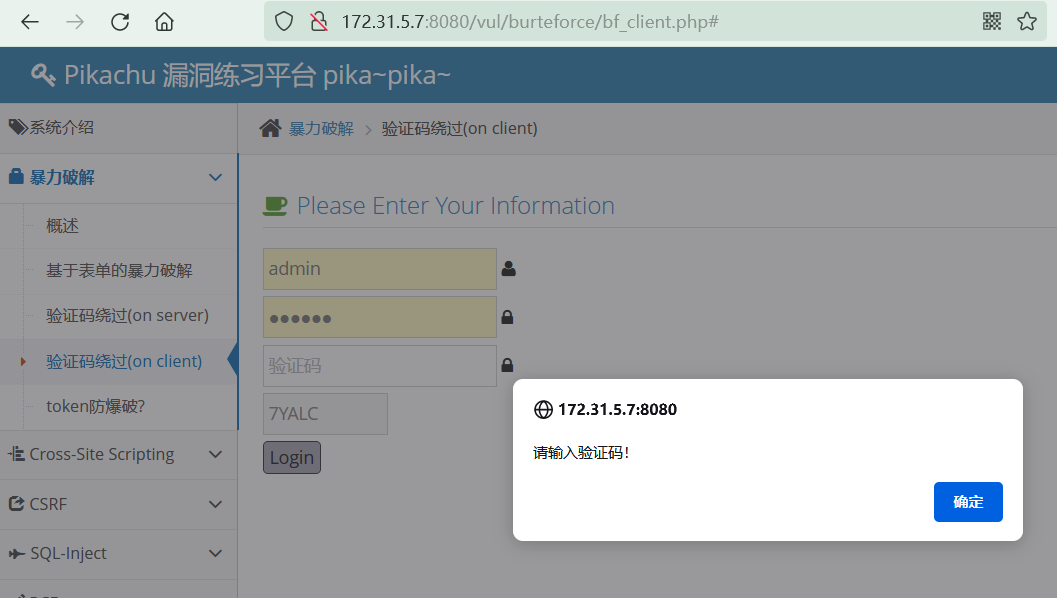 172.31.5.7:8080/vul/burteforce/bf_client.php#
Pikachu 漏洞练习平台 pika~pika~
系统介绍
暴力破解
概述
基于表单的暴力破解
验证码绕过(on server)
验证码绕过(on client)
token防爆破?
Cross-Site Scripting
CSRF
SQL-Inject
暴力破解 > 验证码绕过(on client)
Please Enter Your Information
admin
●●●●●●
验证码
7YALC
Login
172.31.5.7:8080
请输入验证码!
确定